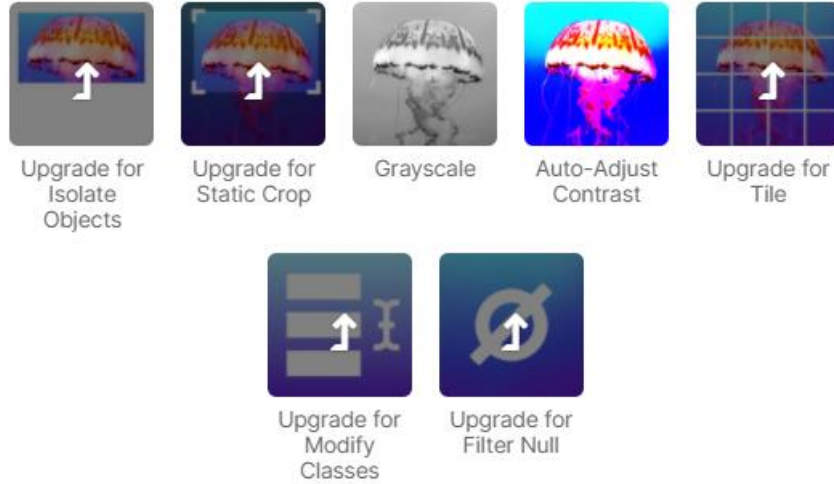 Upgrade for
Isolate
Objects
Upgrade for
Static Crop
Grayscale
Auto-Adjust
Contrast
Upgrade for
Tile
Upgrade for
Modify
Classes
Upgrade for
Filter Null